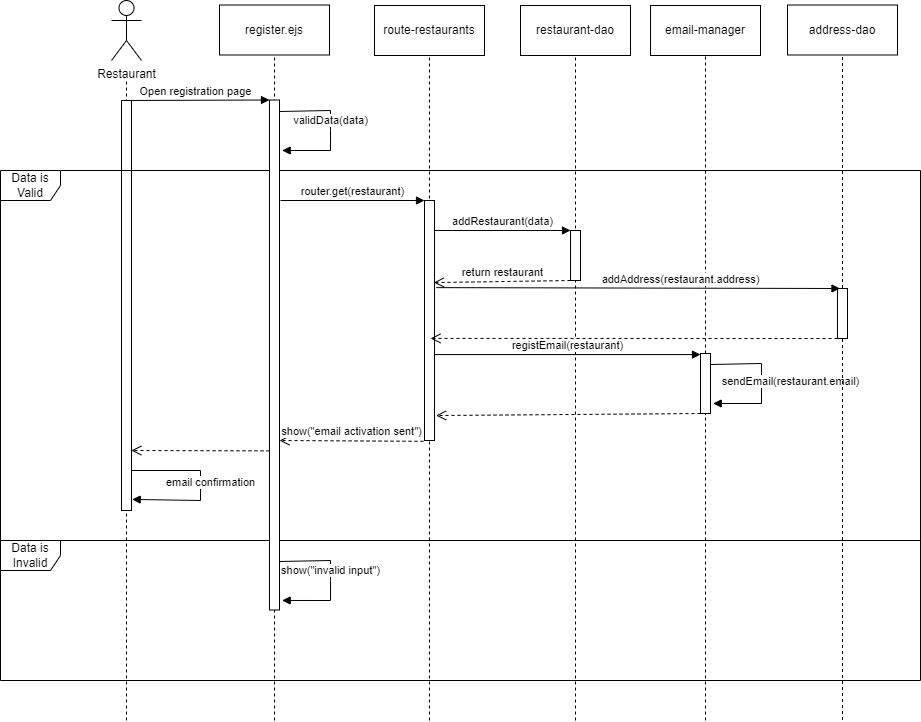 Restaurant
register.ejs
route-restaurants
restaurant-dao
email-manager
address-dao
Open registration page
validData(data)
Data is
Valid
router.get(restaurant)
addRestaurant(data)
return restaurant
addAddress(restaurant.address)
registEmail(restaurant)
sendEmail(restaurant.email)
show("email activation sent")
email confirmation
Data is
Invalid
show("invalid input")